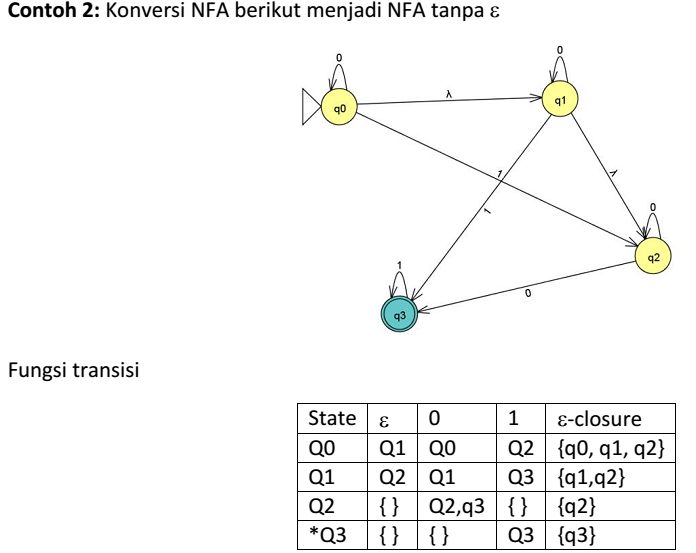 Contoh 2: Konversi NFA berikut menjadi NFA tanpa ε
0
0
q0
λ
q1
1
λ
1
0
q2
1
0
q3
Fungsi transisi
State ε 0 1 ε-closure
Q0 Q1 Q0 Q2 {q0, q1, q2}
Q1 Q2 Q1 Q3 {q1,q2}
Q2 { } Q2,q3 { } {q2}
*Q3 { } { } Q3 {q3}